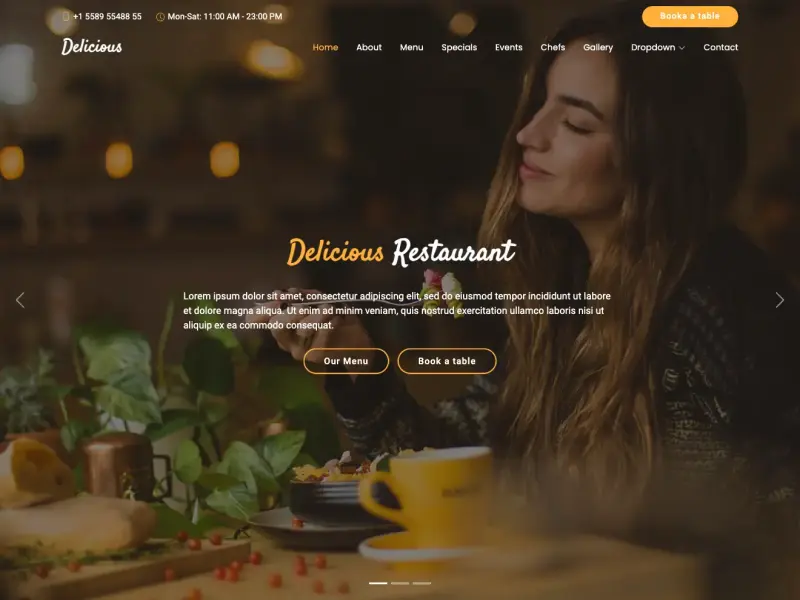 +1 5589 55488 55
Mon-Sat: 11:00 AM - 23:00 PM
Booka a table
Delicious
Home
About
Menu
Specials
Events
Chefs
Gallery
Dropdown
Contact
Delicious Restaurant
Lorem ipsum dolor sit amet, consectetur adipiscing elit, sed do eiusmod tempor incididunt ut labore
et dolore magna aliqua. Ut enim ad minim veniam, quis nostrud exercitation ullamco laboris nisi ut
aliquip ex ea commodo consequat.
Our Menu
Book a table